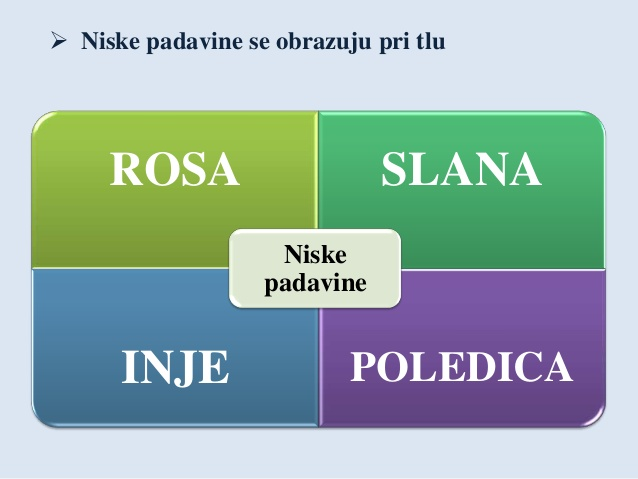 ➢ Niske padavine se obrazuju pri tlu
ROSA
SLANA
Niske
padavine
INJE
POLEDICA